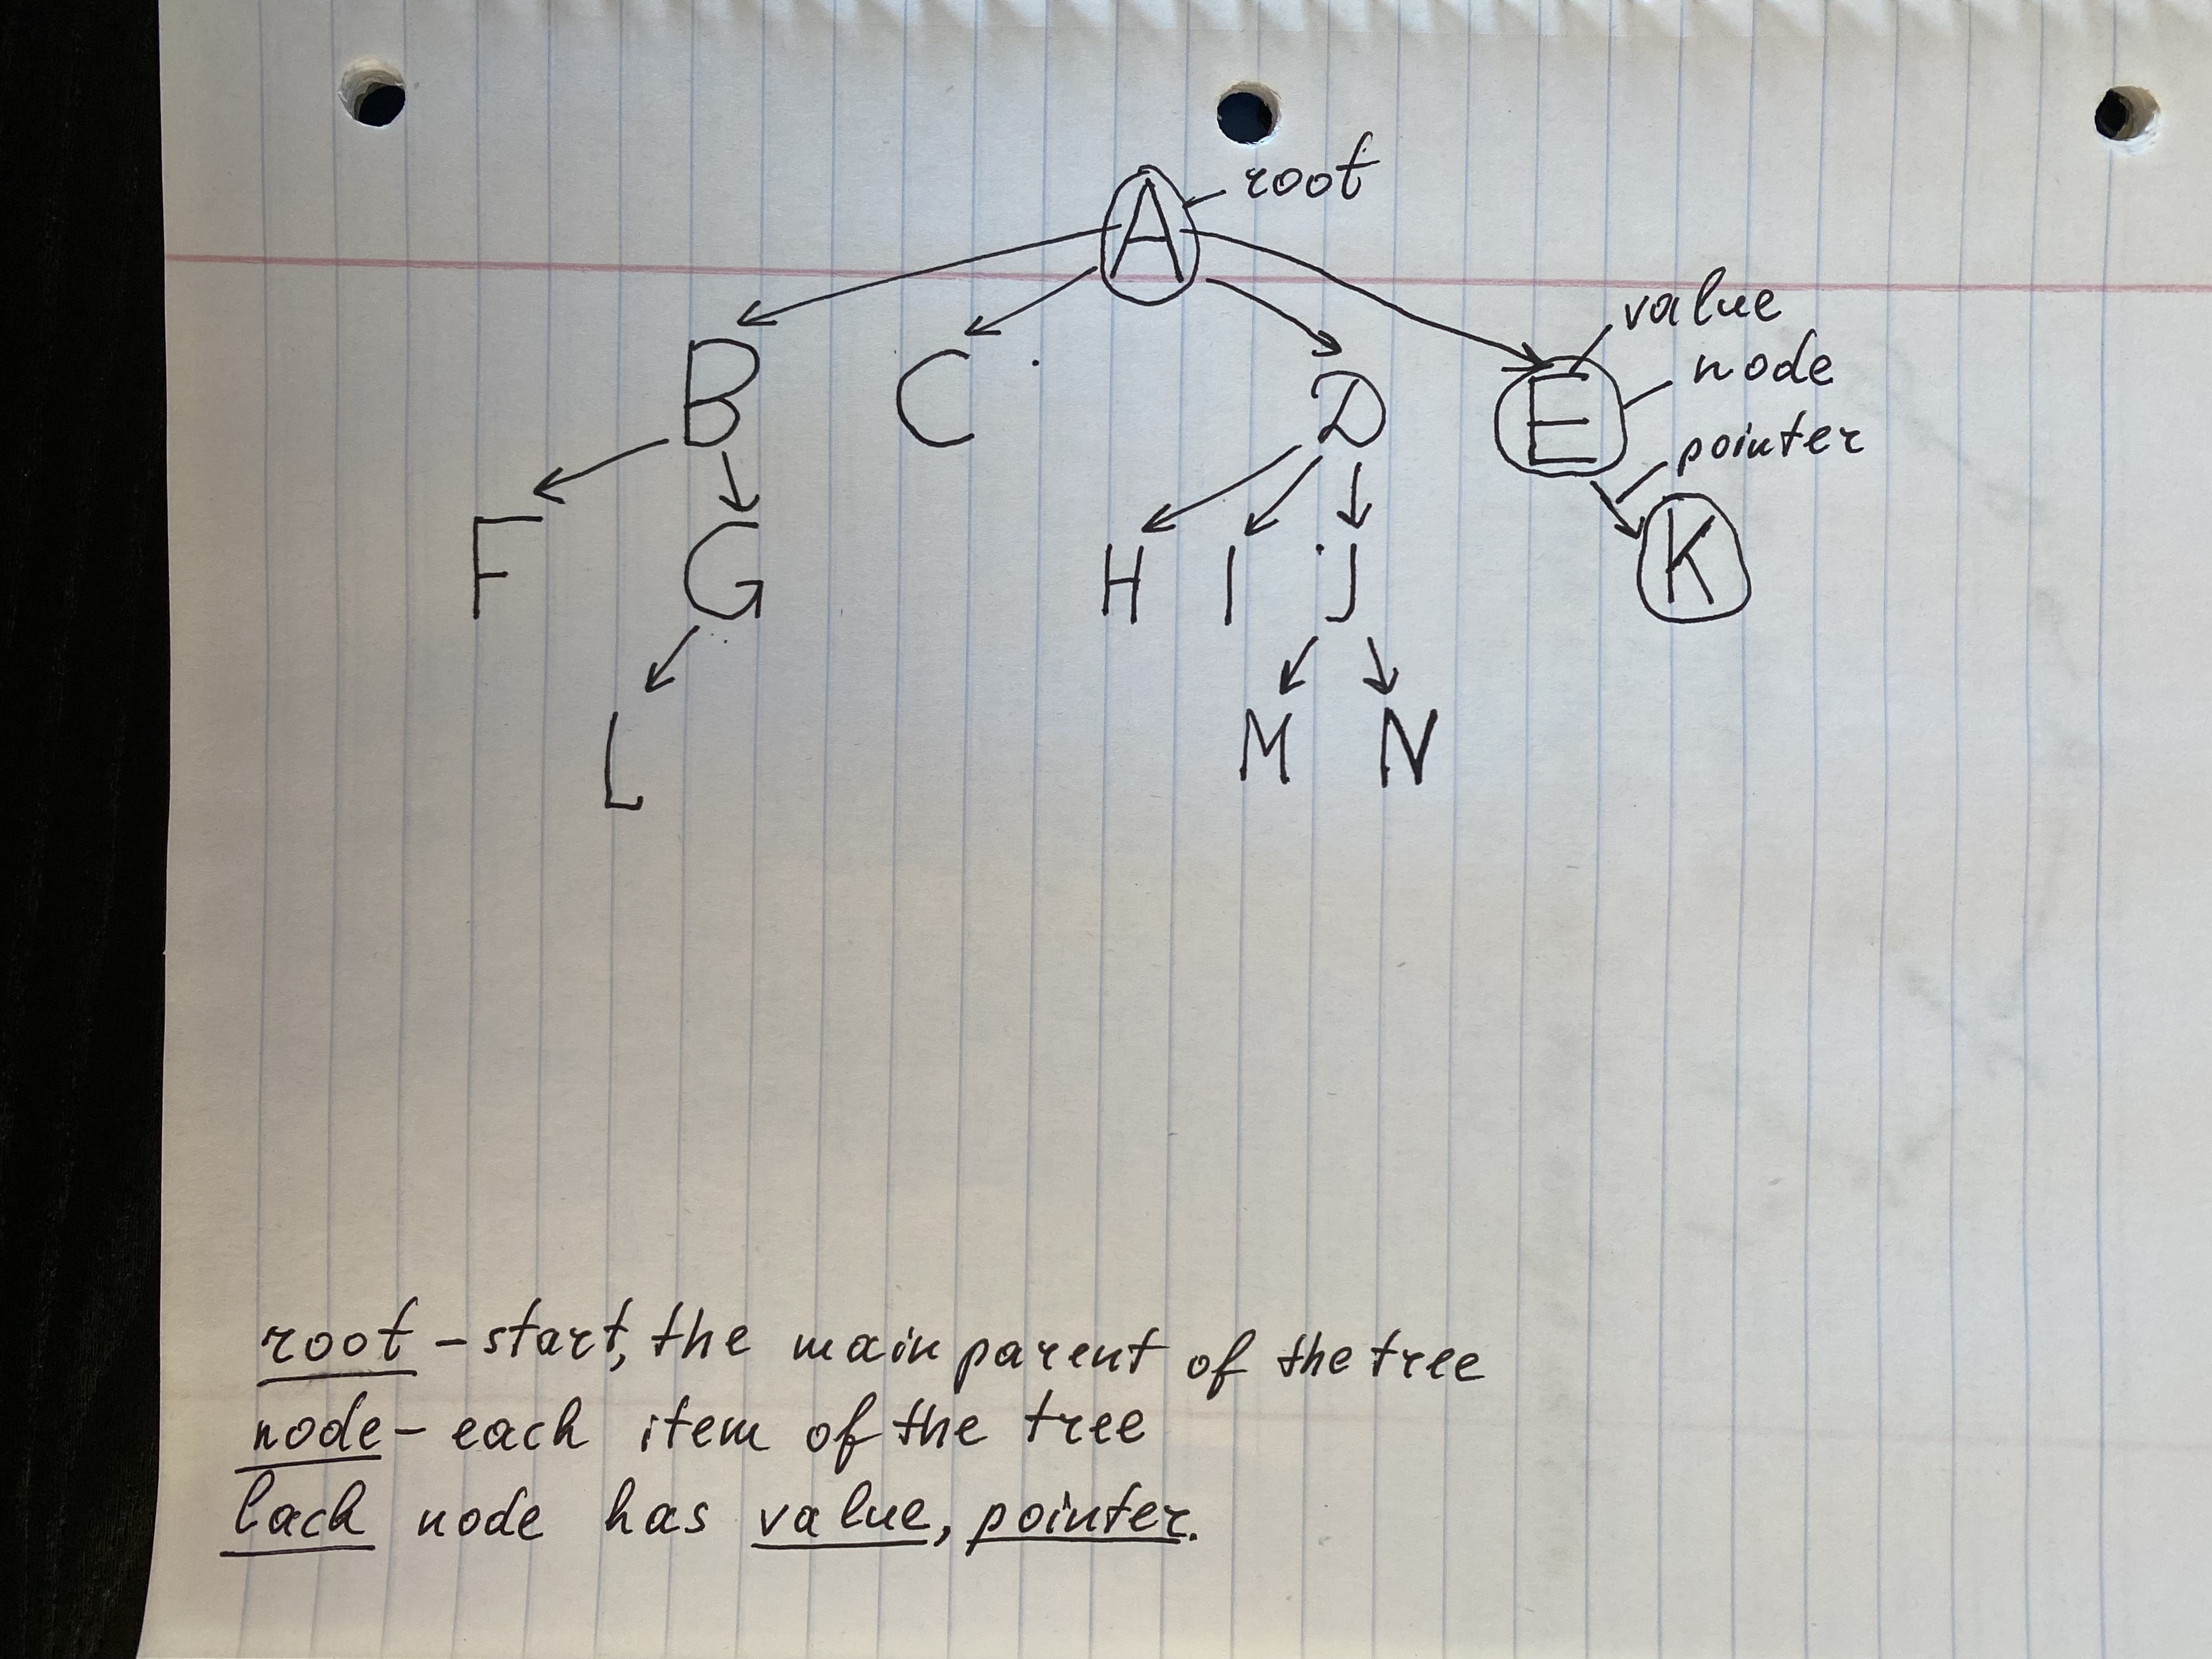 A root
value
B C D E node
pointer
F G H I J K
L M N
root - start, the main parent of the tree
node - each item of the tree
Each node has value, pointer.